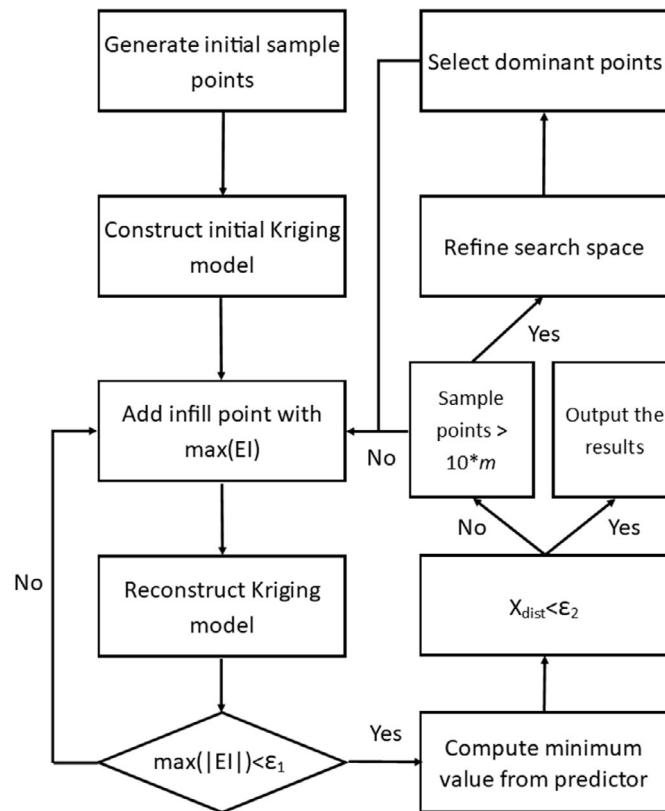 Generate initial sample
points
Construct initial Kriging
model
Add infill point with
max(EI)
Reconstruct Kriging
model
No
max(|EI|)<ε₁
Yes
Compute minimum
value from predictor
X_dist<ε₂
No
Yes
Sample
points >
10*m
Output the
results
No
Yes
Refine search space
Select dominant points